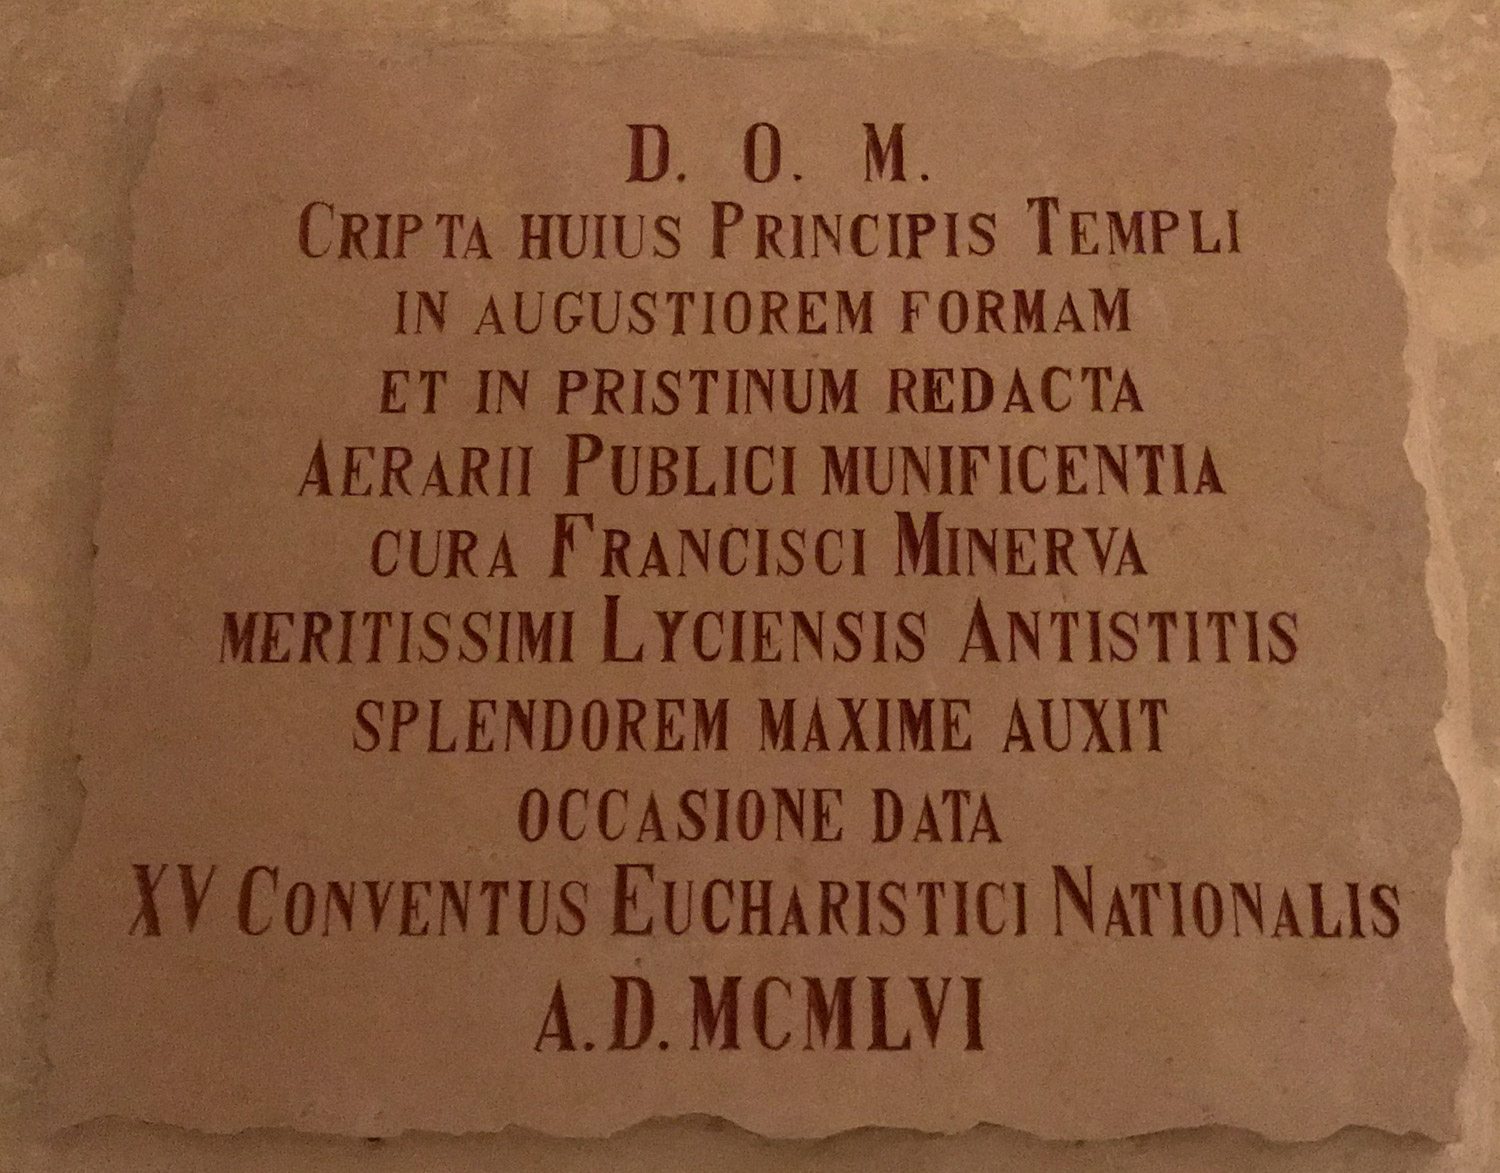 D. O. M.
CRIPTA HUIUS PRINCIPIS TEMPLI
IN AUGUSTIOREM FORMAM
ET IN PRISTINUM REDACTA
AERARII PUBLICI MUNIFICENTIA
CURA FRANCISCI MINERVA
MERITISSIMI LYCIENSIS ANTISTITIS
SPLENDOREM MAXIME AUXIT
OCCASIONE DATA
XV CONVENTUS EUCHARISTICI NATIONALIS
A. D. MCMLVI